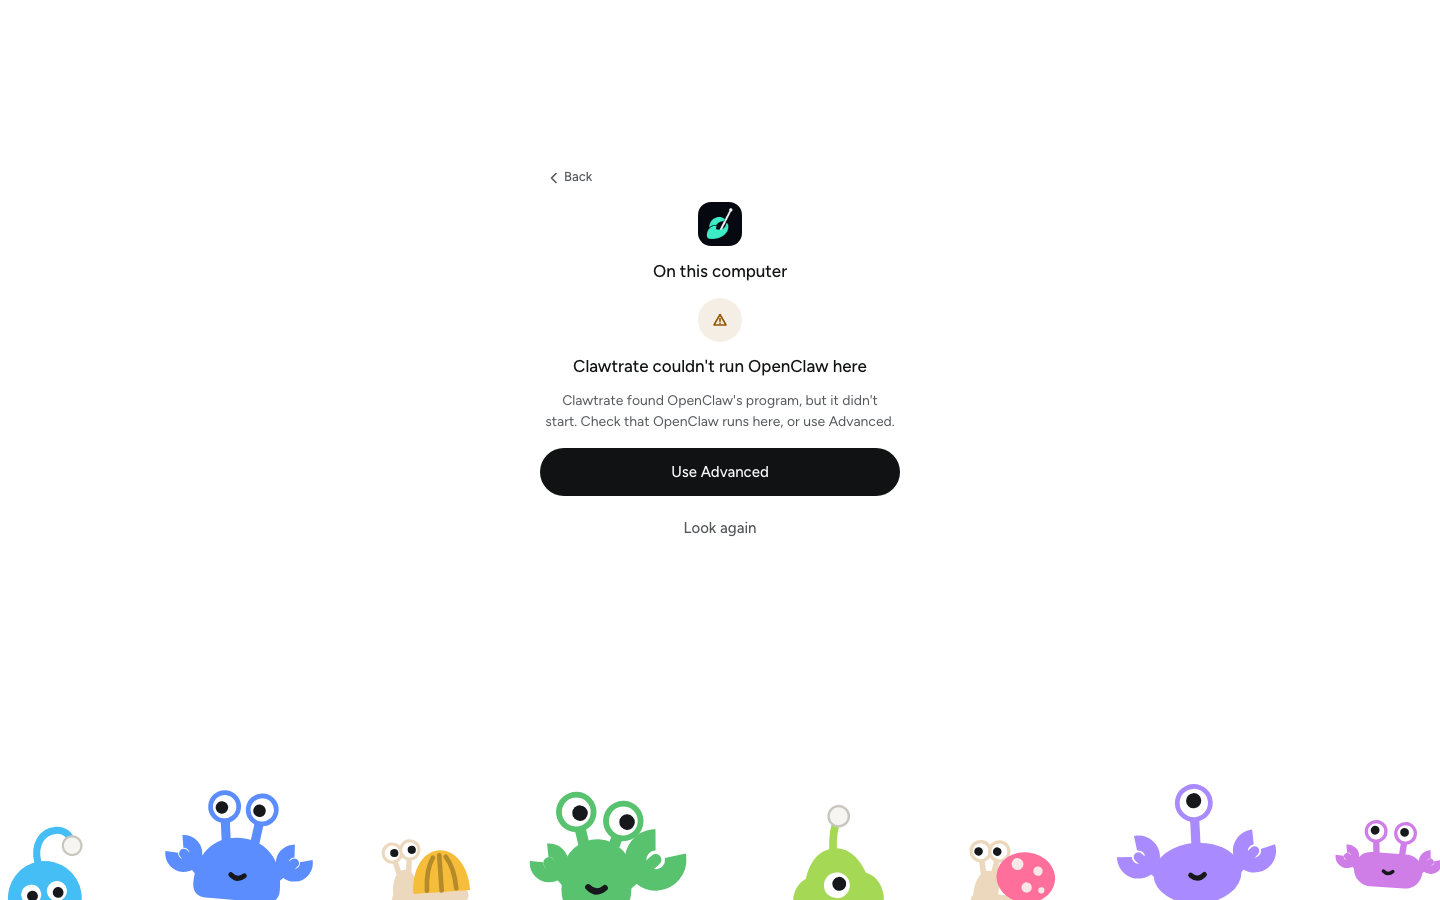 Back
On this computer
Clawtrate couldn't run OpenClaw here
Clawtrate found OpenClaw's program, but it didn't
start. Check that OpenClaw runs here, or use Advanced.
Use Advanced
Look again